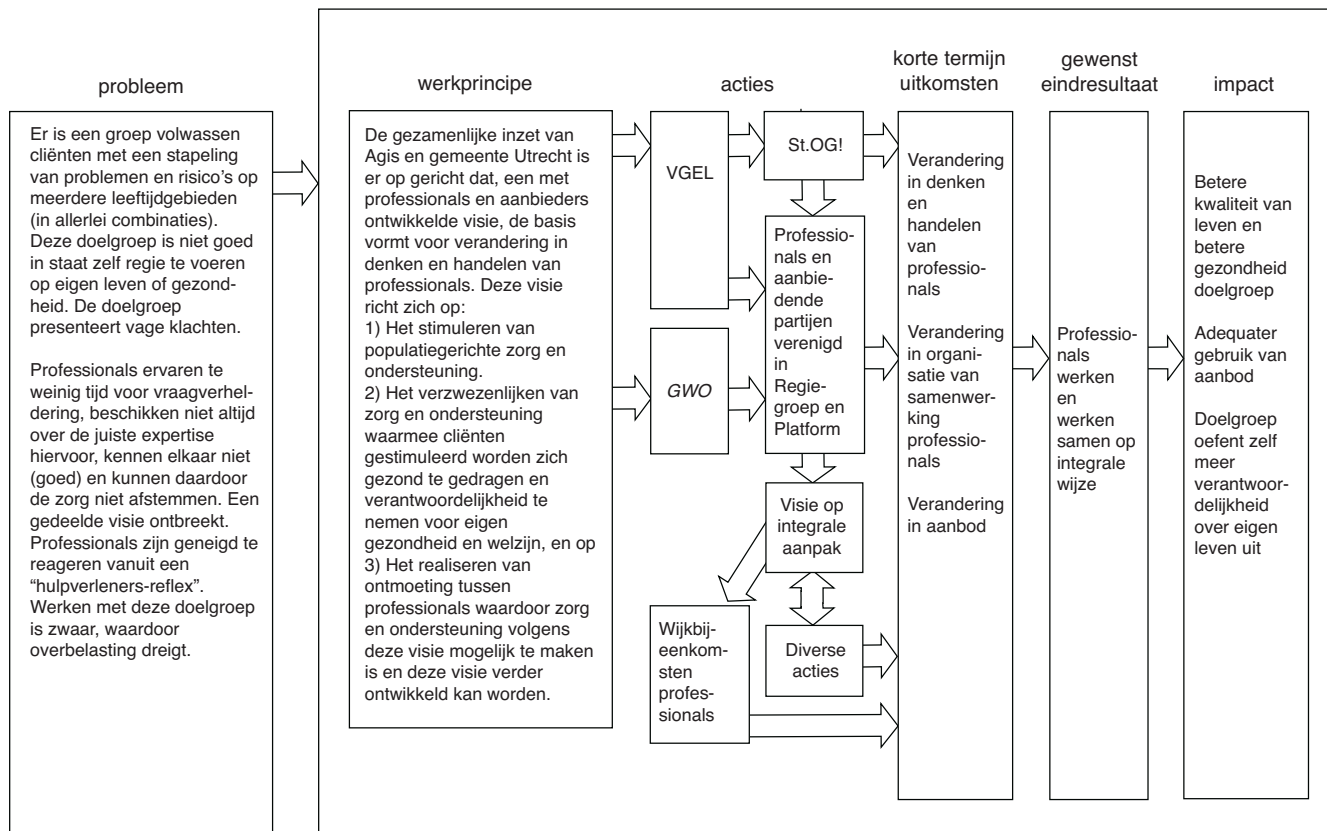 probleem
Er is een groep volwassen
cliënten met een stapeling
van problemen en risico's op
meerdere leeftijdgebieden
(in allerlei combinaties).
Deze doelgroep is niet goed
in staat zelf regie te voeren
op eigen leven of gezond-
heid. De doelgroep
presenteert vage klachten.
Professionals ervaren te
weinig tijd voor vraagverhel-
dering, beschikken niet altijd
over de juiste expertise
hiervoor, kennen elkaar niet
(goed) en kunnen daardoor
de zorg niet afstemmen. Een
gedeelde visie ontbreekt.
Professionals zijn geneigd te
reageren vanuit een
“hulpverleners-reflex”.
Werken met deze doelgroep
is zwaar, waardoor
overbelasting dreigt.
werkprincipe
De gezamenlijke inzet van
Agis en gemeente Utrecht is
er op gericht dat, een met
professionals en aanbieders
ontwikkelde visie, de basis
vormt voor verandering in
denken en handelen van
professionals. Deze visie
richt zich op:
1) Het stimuleren van
populatiegerichte zorg en
ondersteuning.
2) Het verzwezenlijken van
zorg en ondersteuning
waarmee cliënten
gestimuleerd worden zich
gezond te gedragen en
verantwoordelijkheid te
nemen voor eigen
gezondheid en welzijn, en op
3) Het realiseren van
ontmoeting tussen
professionals waardoor zorg
en ondersteuning volgens
deze visie mogelijk te maken
is en deze visie verder
ontwikkeld kan worden.
acties
VGEL
St.OG!
GWO
Professio-
nals en
aanbie-
dende
partijen
verenigd
in
Regie-
groep en
Platform
Visie op
integrale
aanpak
Wijkbij-
eenkom-
sten
profes-
sionals
Diverse
acties
korte termijn
uitkomsten
Verandering
in denken
en
handelen
van
professio-
nals
Verandering
in organi-
satie van
samenwer-
king
professio-
nals
Verandering
in aanbod
gewenst
eindresultaat
Professio-
nals
werken
en
werken
samen op
integrale
wijze
impact
Betere
kwaliteit van
leven en
betere
gezondheid
doelgroep
Adequater
gebruik van
aanbod
Doelgroep
oefent zelf
meer
verantwoor-
delijkheid
over eigen
leven uit